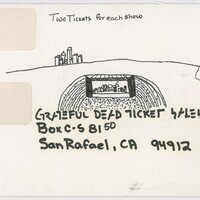 Two Tickets for each show
GRATEFUL DEAD TICKET SALES
Box C-S 8150
San Rafael, CA 94912